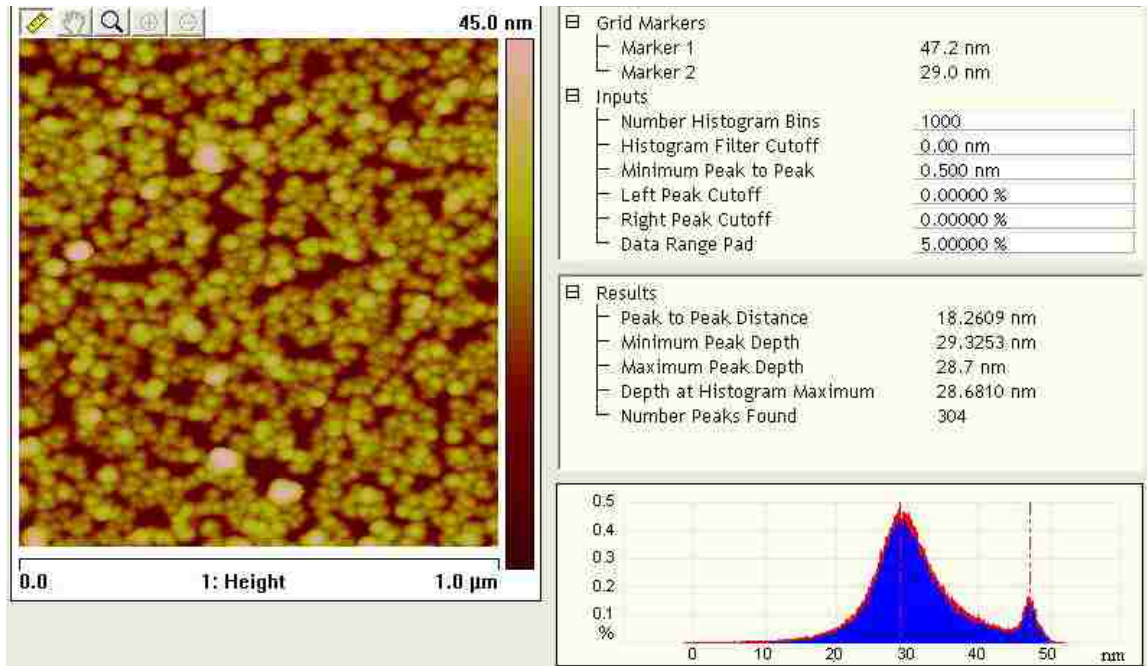 45.0 nm
0.0 1: Height 1.0 µm
Grid Markers
Marker 1 47.2 nm
Marker 2 29.0 nm
Inputs
Number Histogram Bins 1000
Histogram Filter Cutoff 0.00 nm
Minimum Peak to Peak 0.500 nm
Left Peak Cutoff 0.00000 %
Right Peak Cutoff 0.00000 %
Data Range Pad 5.00000 %
Results
Peak to Peak Distance 18.2609 nm
Minimum Peak Depth 29.3253 nm
Maximum Peak Depth 28.7 nm
Depth at Histogram Maximum 28.6810 nm
Number Peaks Found 304
0.5
0.4
0.3
0.2
0.1
%
0 10 20 30 40 50 nm